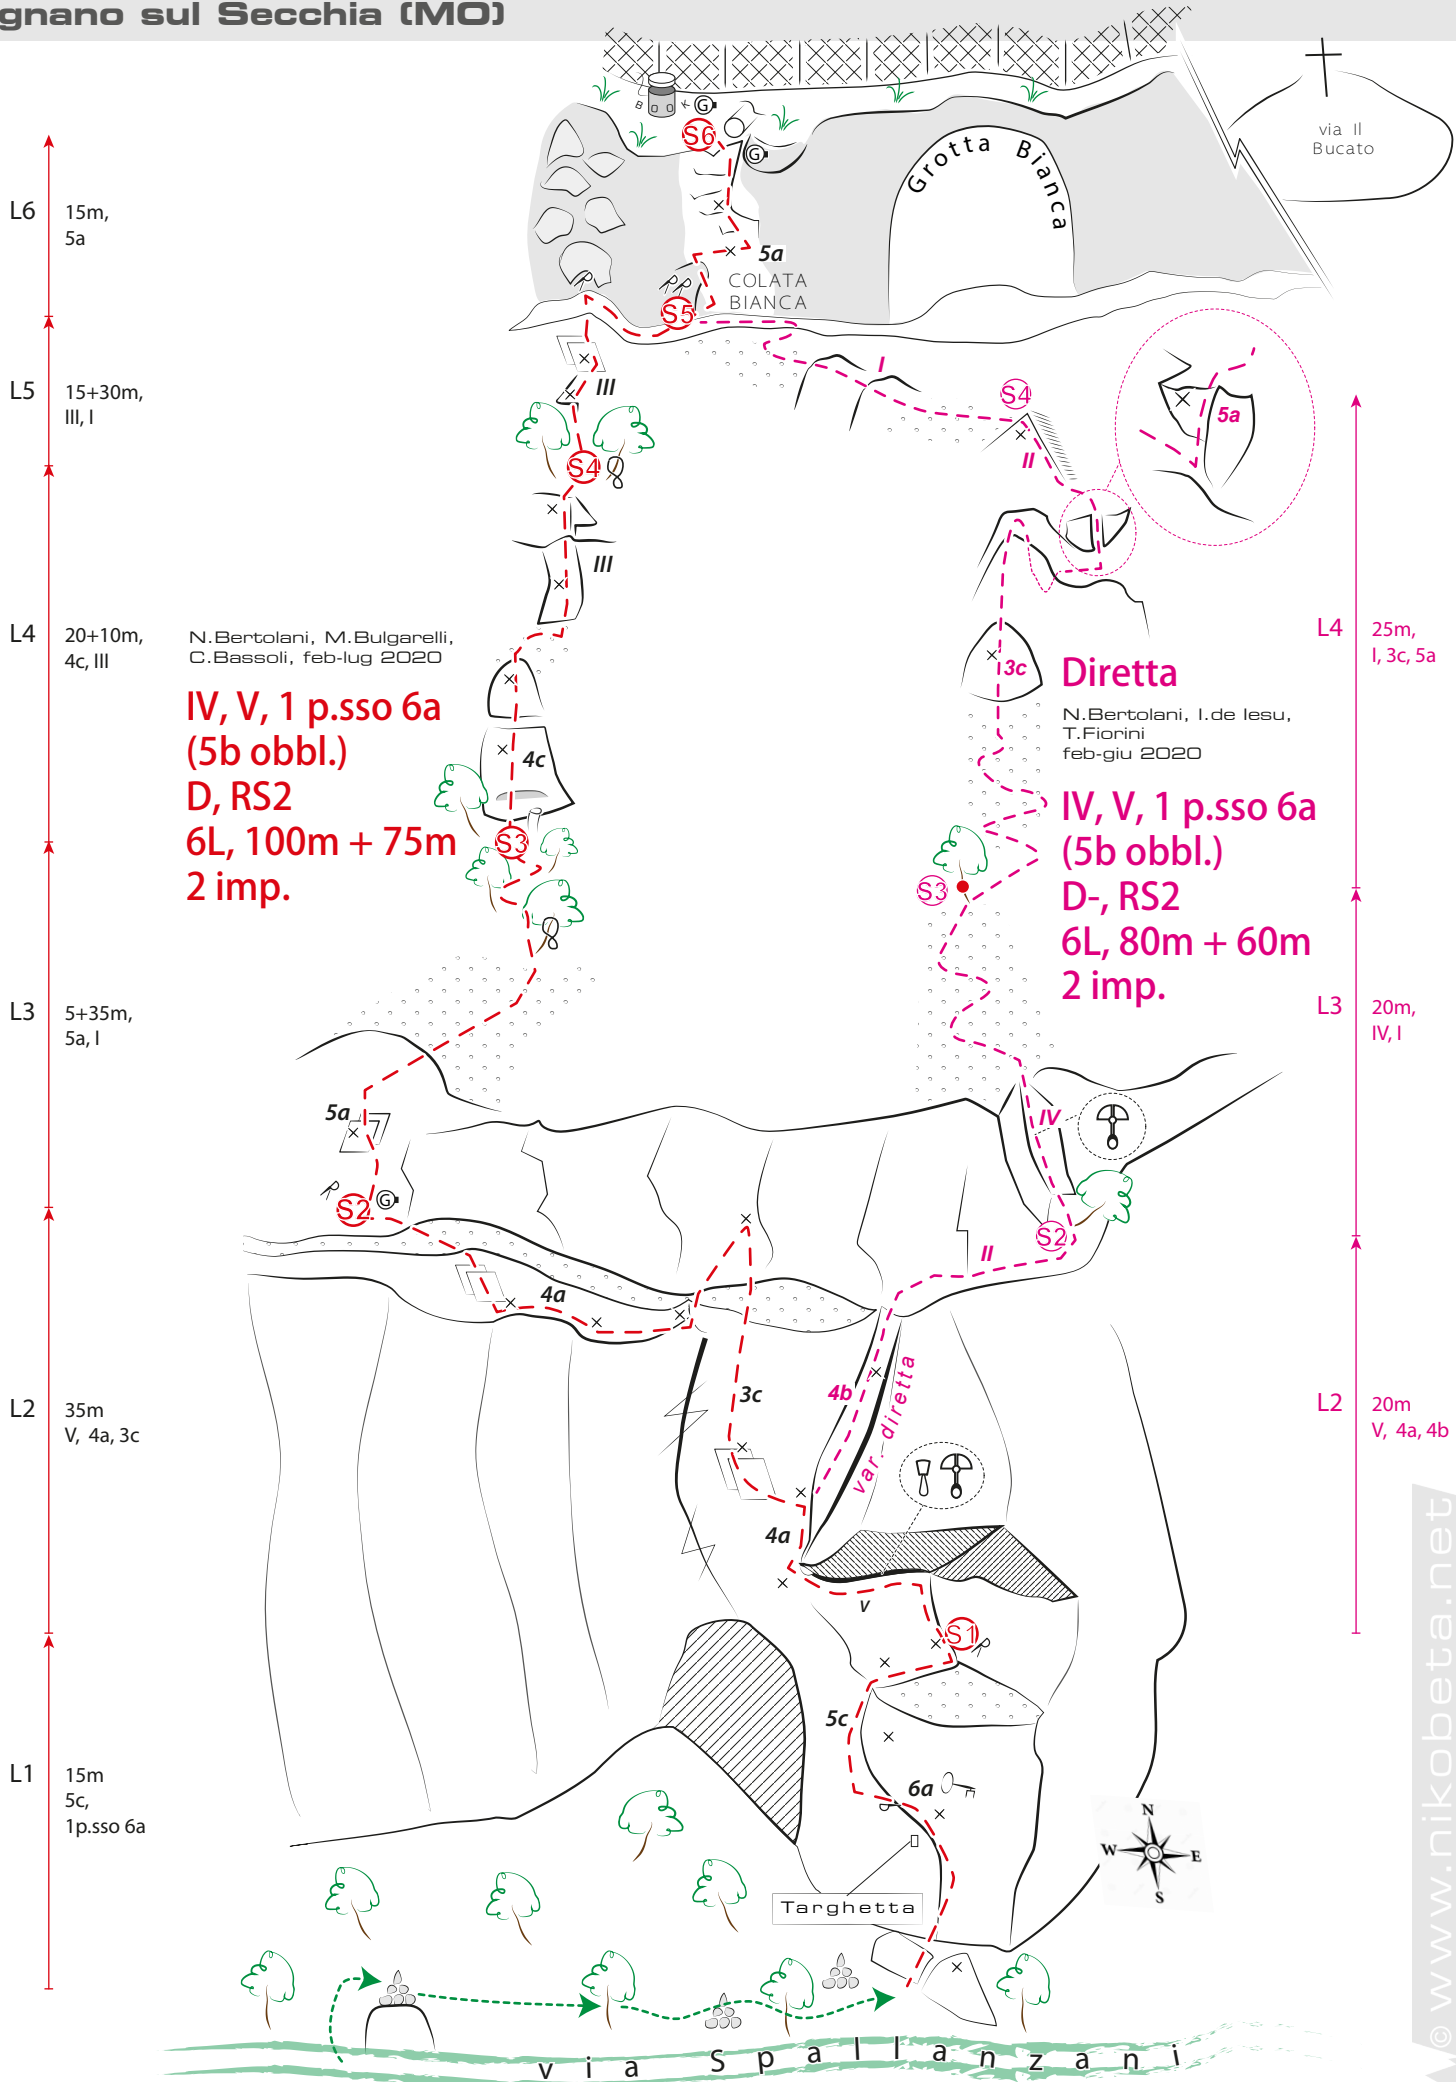 gnano sul Secchia (MO)
via Il
Bucato
B K G
S6
G
Grotta Bianca
L6 15m,
5a
5a
COLATA
BIANCA
S5
L5 15+30m,
III, I
III
I
S4
5a
II
S4
III
L4 20+10m,
4c, III
N.Bertolani, M.Bulgarelli,
C.Bassoli, feb-lug 2020
IV, V, 1 p.sso 6a
(5b obbl.)
D, RS2
6L, 100m + 75m
2 imp.
4c
S3
3c
Diretta
N.Bertolani, I.de Iesu,
T.Fiorini
feb-giu 2020
IV, V, 1 p.sso 6a
(5b obbl.)
D-, RS2
6L, 80m + 60m
2 imp.
L4 25m,
I, 3c, 5a
S3
L3 5+35m,
5a, I
L3 20m,
IV, I
5a
IV
S2
G
S2
II
4a
L2 35m
V, 4a, 3c
3c
4b
var. diretta
L2 20m
V, 4a, 4b
4a
V
S1
5c
6a
L1 15m
5c,
1p.sso 6a
N
W E
S
Targhetta
via Spallanzani
© www.nikobeta.net